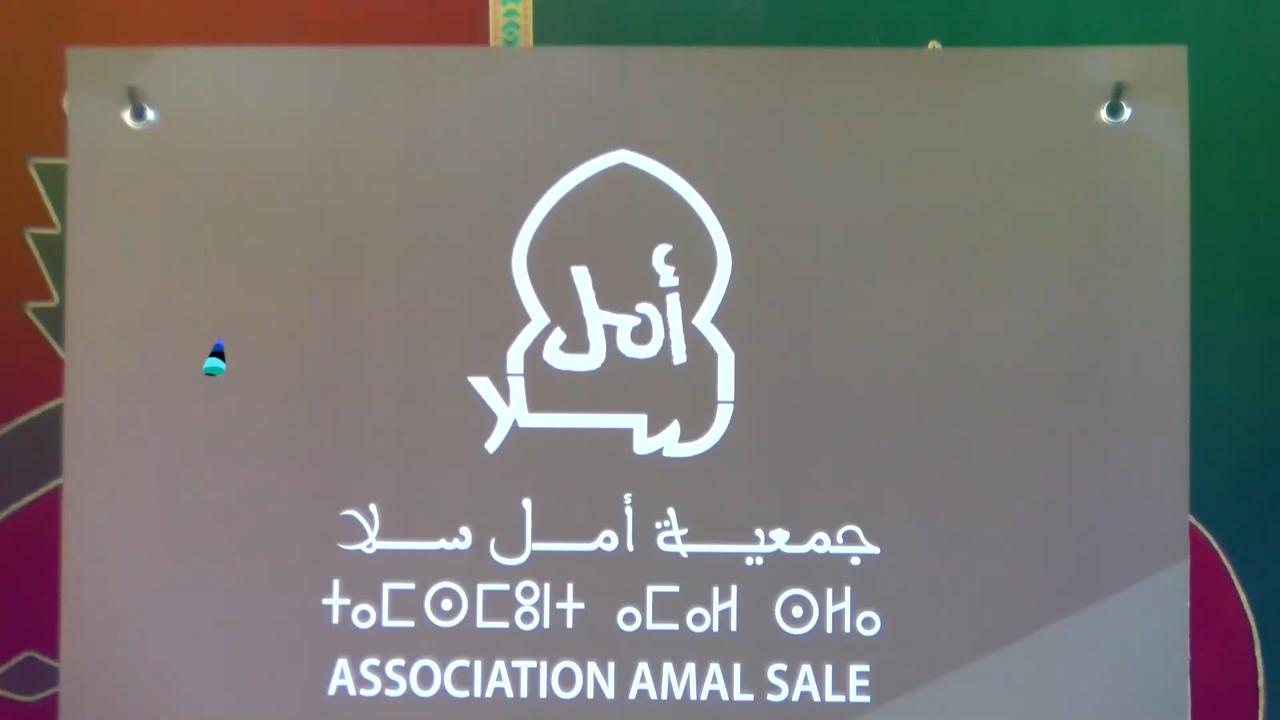 أمل
سلا
جمعية أمل سلا
ⵜⴰⵎⵙⵎⵓⵏⵜ ⴰⵎⴰⵍ ⵙⵍⴰ
ASSOCIATION AMAL SALE